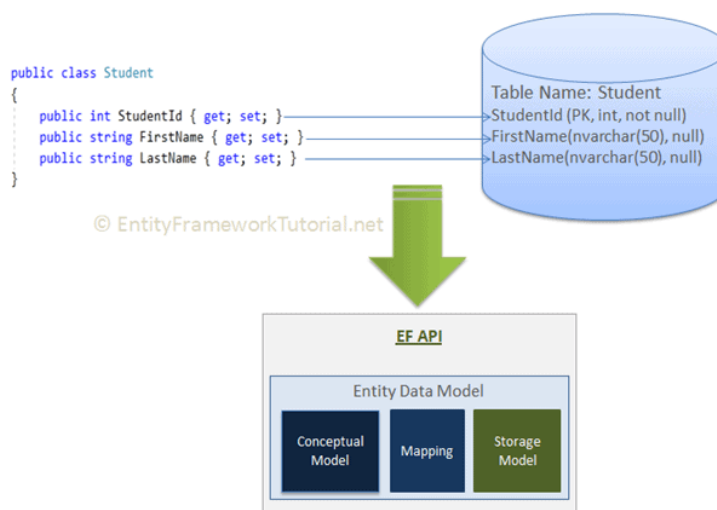 public class Student
{
public int StudentId { get; set; }
public string FirstName { get; set; }
public string LastName { get; set; }
}
Table Name: Student
StudentId (PK, int, not null)
FirstName(nvarchar(50), null)
LastName(nvarchar(50), null)
© EntityFrameworkTutorial.net
EF API
Entity Data Model
Conceptual
Model
Mapping
Storage
Model